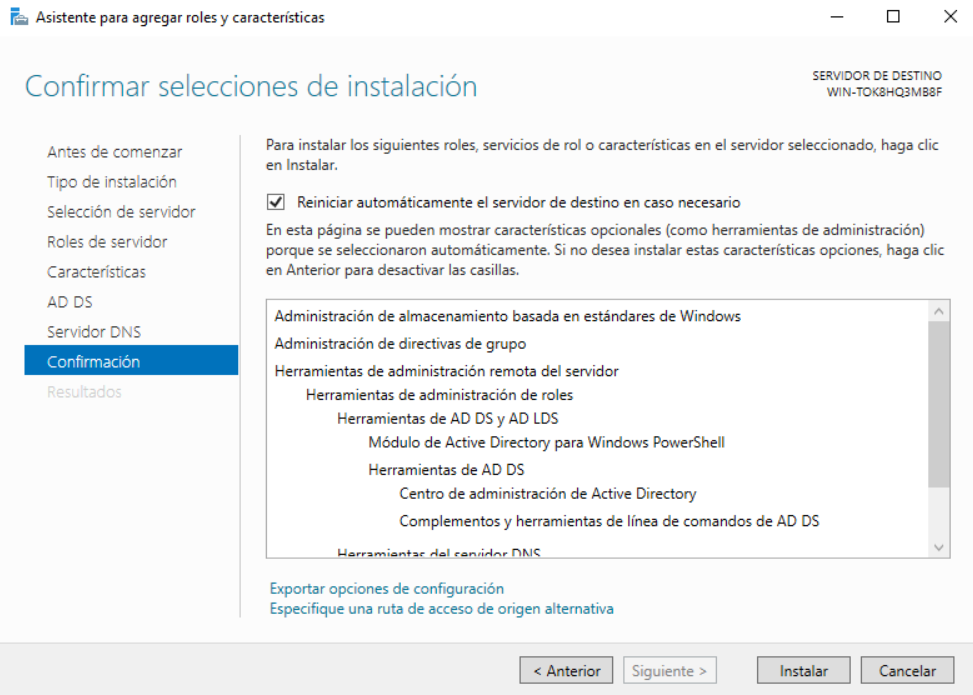 Asistente para agregar roles y características
Confirmar selecciones de instalación
SERVIDOR DE DESTINO
WIN-TOK8HQ3MB8F
Antes de comenzar
Tipo de instalación
Selección de servidor
Roles de servidor
Características
AD DS
Servidor DNS
Confirmación
Resultados
Para instalar los siguientes roles, servicios de rol o características en el servidor seleccionado, haga clic
en Instalar.
Reiniciar automáticamente el servidor de destino en caso necesario
En esta página se pueden mostrar características opcionales (como herramientas de administración)
porque se seleccionaron automáticamente. Si no desea instalar estas características opciones, haga clic
en Anterior para desactivar las casillas.
Administración de almacenamiento basada en estándares de Windows
Administración de directivas de grupo
Herramientas de administración remota del servidor
Herramientas de administración de roles
Herramientas de AD DS y AD LDS
Módulo de Active Directory para Windows PowerShell
Herramientas de AD DS
Centro de administración de Active Directory
Complementos y herramientas de línea de comandos de AD DS
Herramientas del servidor DNS
Exportar opciones de configuración
Especifique una ruta de acceso de origen alternativa
< Anterior
Siguiente >
Instalar
Cancelar